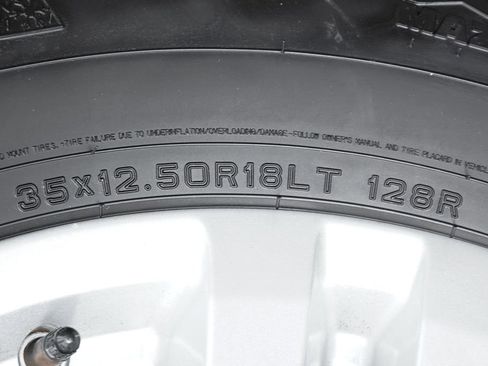 MOUNT TIRES. •TIRE FAILURE DUE TO UNDERINFLATION/OVERLOADING/DAMAGE-FOLLOW OWNER'S MANUAL AND TIRE PLACARD IN VEHICLE
35X12.50R18LT 128R